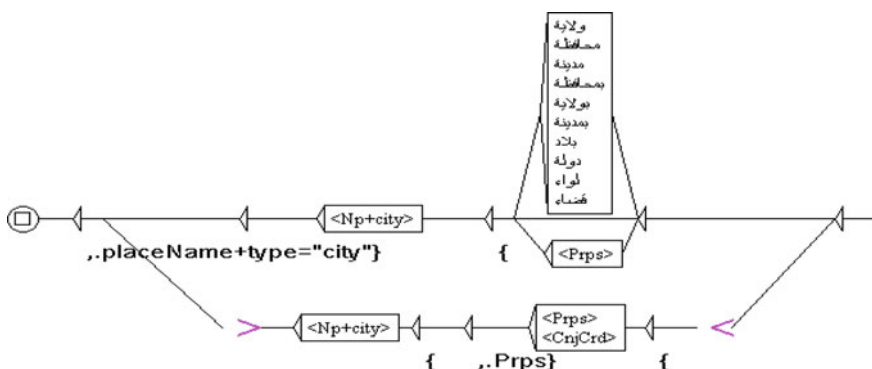 ولاية
محافظة
مدينة
بمحافظة
بولاية
بمدينة
بلاد
دولة
لواء
قضاء
<Np+city>
,.placeName+type="city"}
{
<Prps>
<Np+city>
<Prps>
<CnjCrd>
{
,.Prps}
{